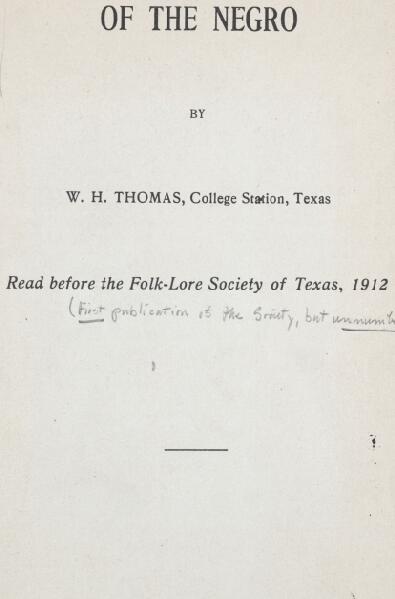 OF THE NEGRO
BY
W. H. THOMAS, College Station, Texas
Read before the Folk-Lore Society of Texas, 1912
(First publication of the Society, but unnumbe